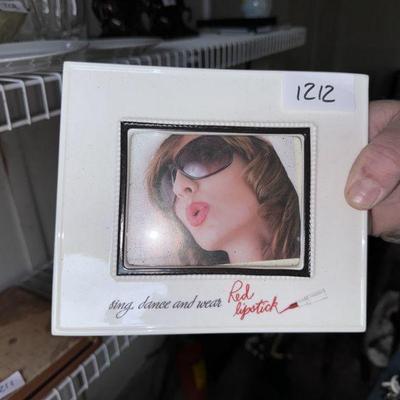 1212
sing, dance and wear Red
lipstick